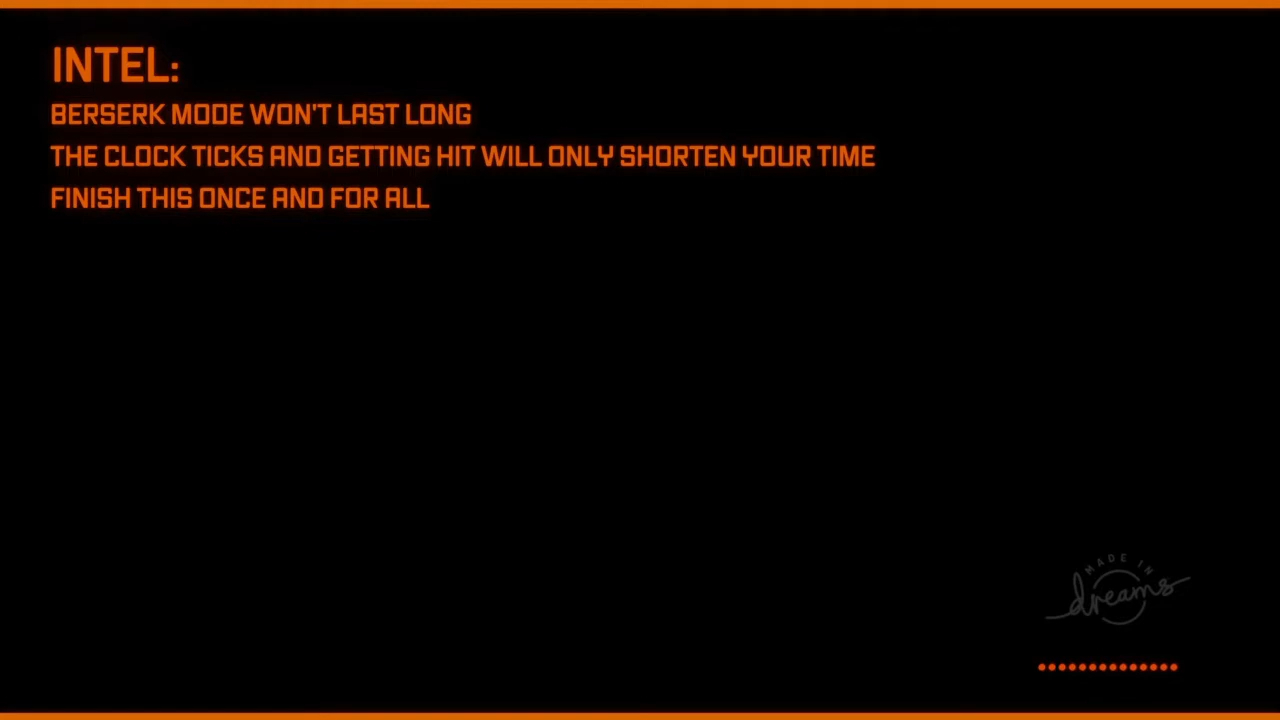 INTEL:
BERSERK MODE WON'T LAST LONG
THE CLOCK TICKS AND GETTING HIT WILL ONLY SHORTEN YOUR TIME
FINISH THIS ONCE AND FOR ALL
MADE IN
dreams